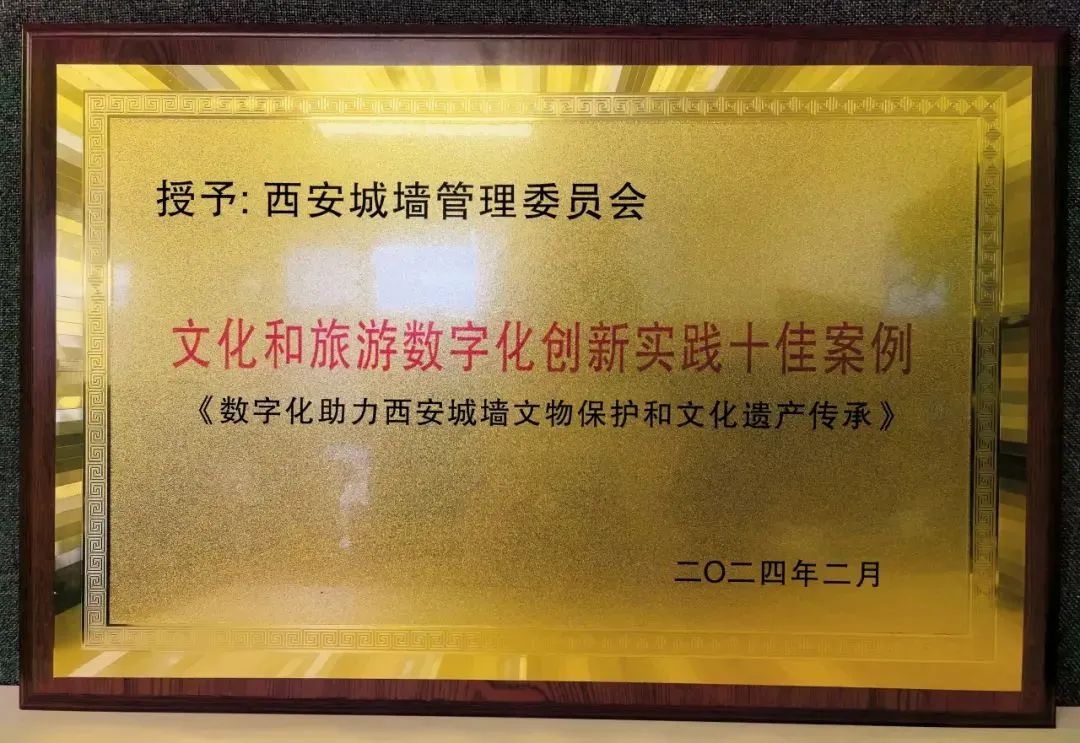 授予:西安城墙管理委员会
文化和旅游数字化创新实践十佳案例
《数字化助力西安城墙文物保护和文化遗产传承》
二〇二四年二月